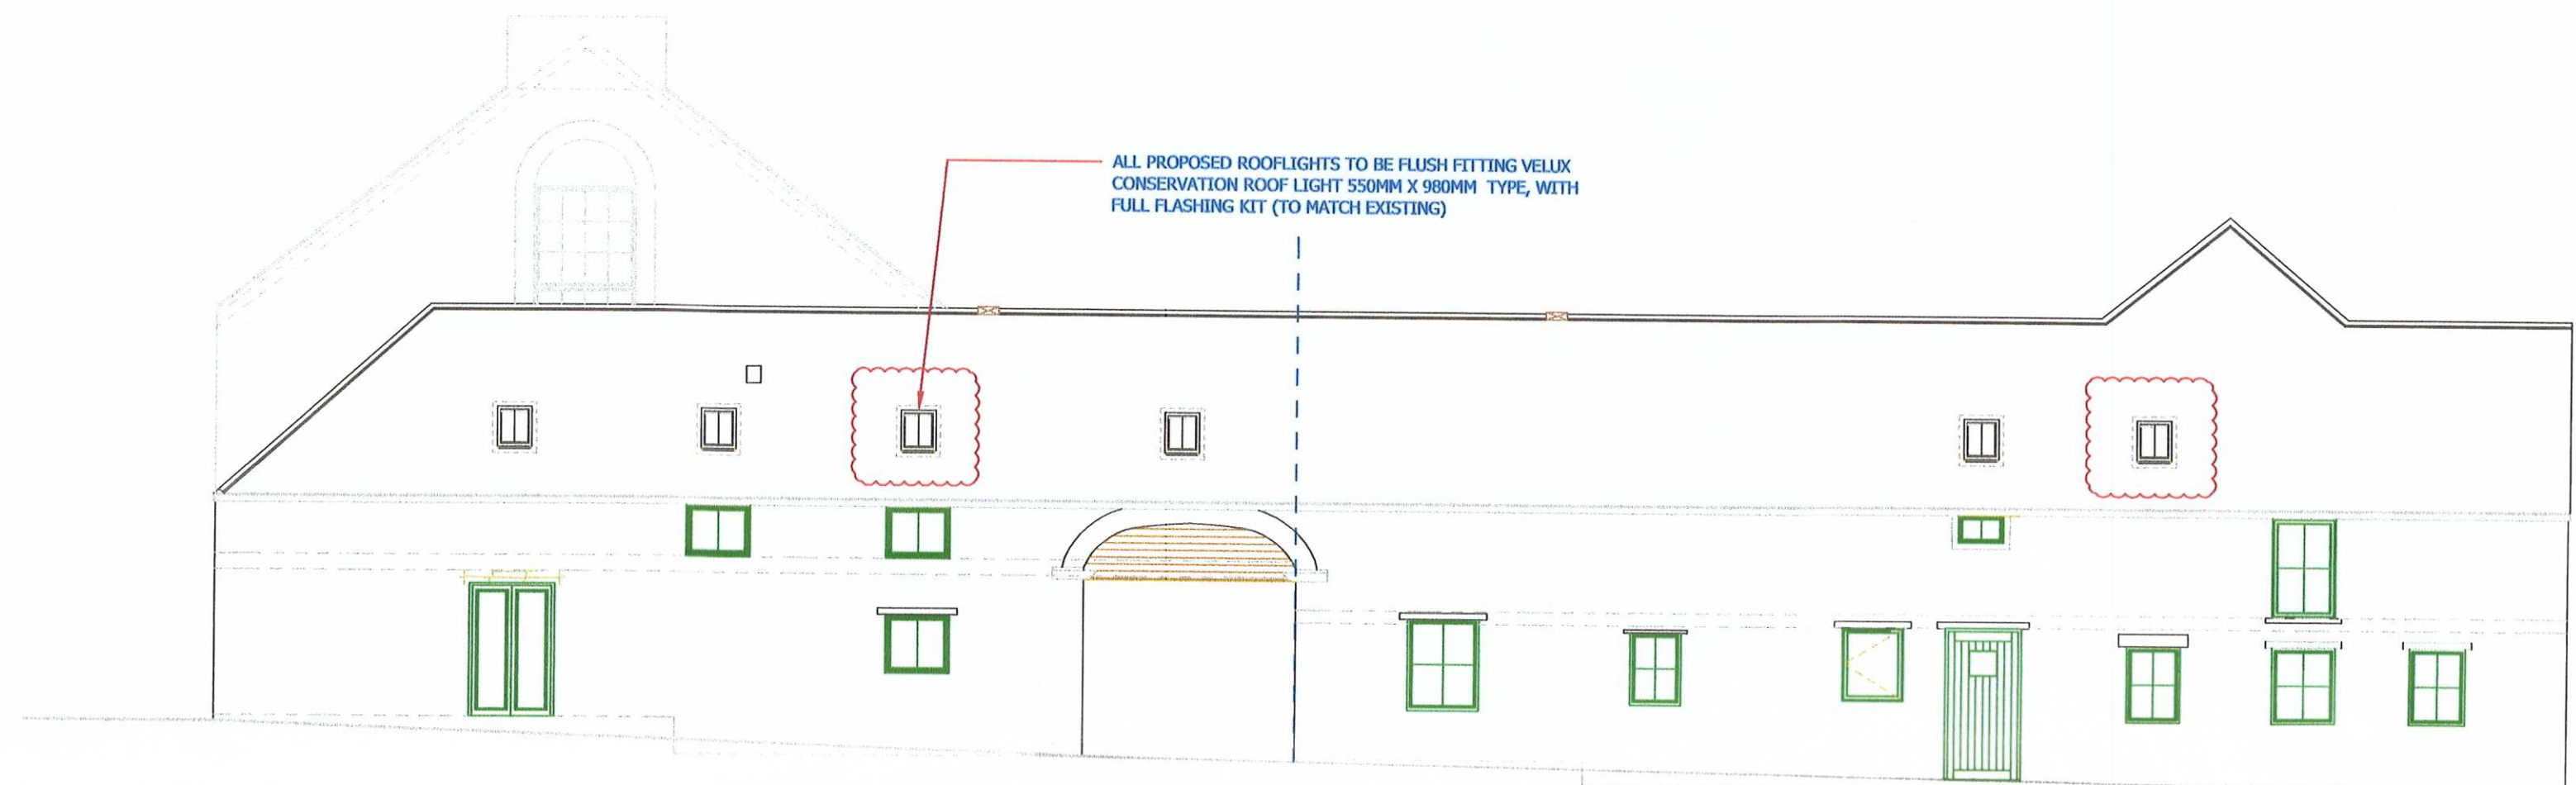 ALL PROPOSED ROOFLIGHTS TO BE FLUSH FITTING VELUX
CONSERVATION ROOF LIGHT 550MM X 980MM TYPE, WITH
FULL FLASHING KIT (TO MATCH EXISTING)